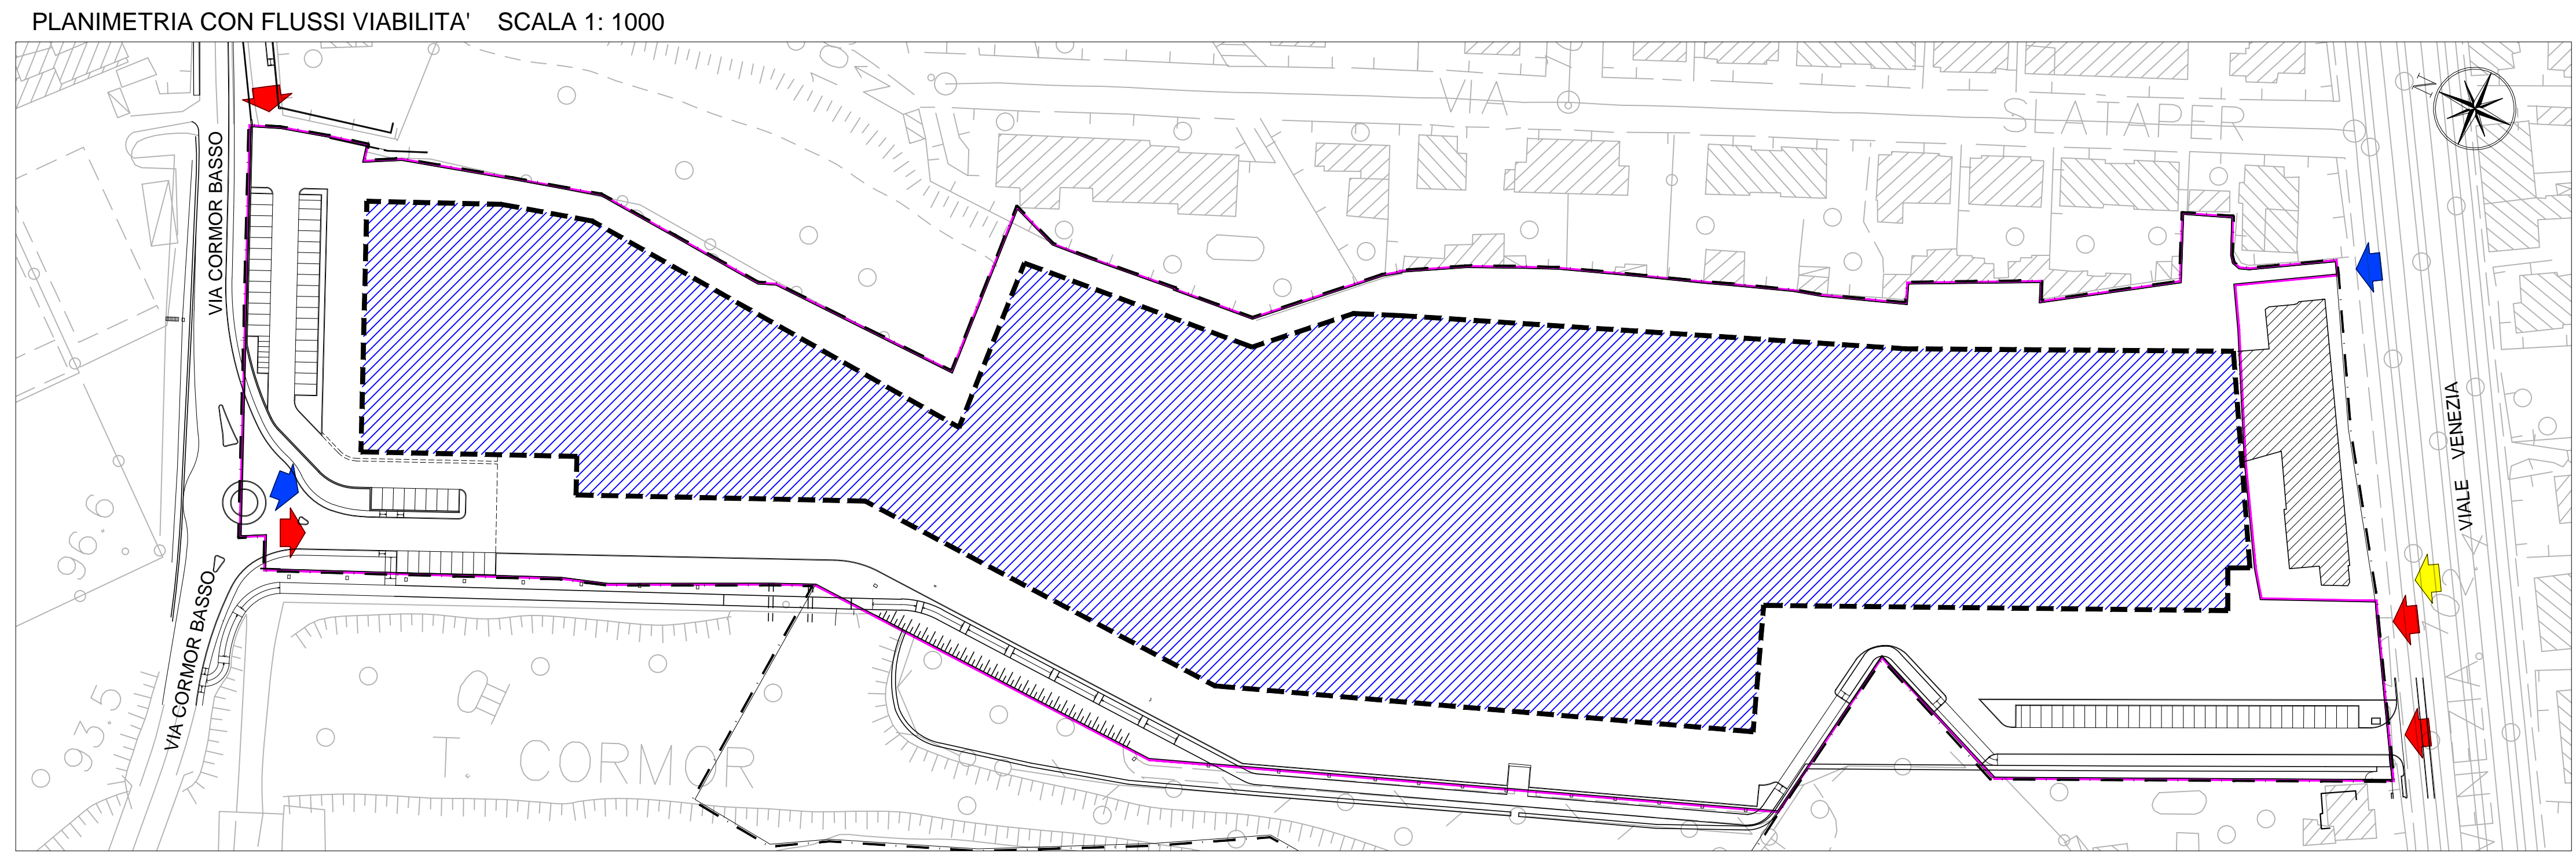 PLANIMETRIA CON FLUSSI VIABILITA' SCALA 1: 1000
VIA CORMOR BASSO
VIA SLATAPER
N
VIALE VENEZIA
96.6
93.5
VIA CORMOR BASSO
T. CORMOR